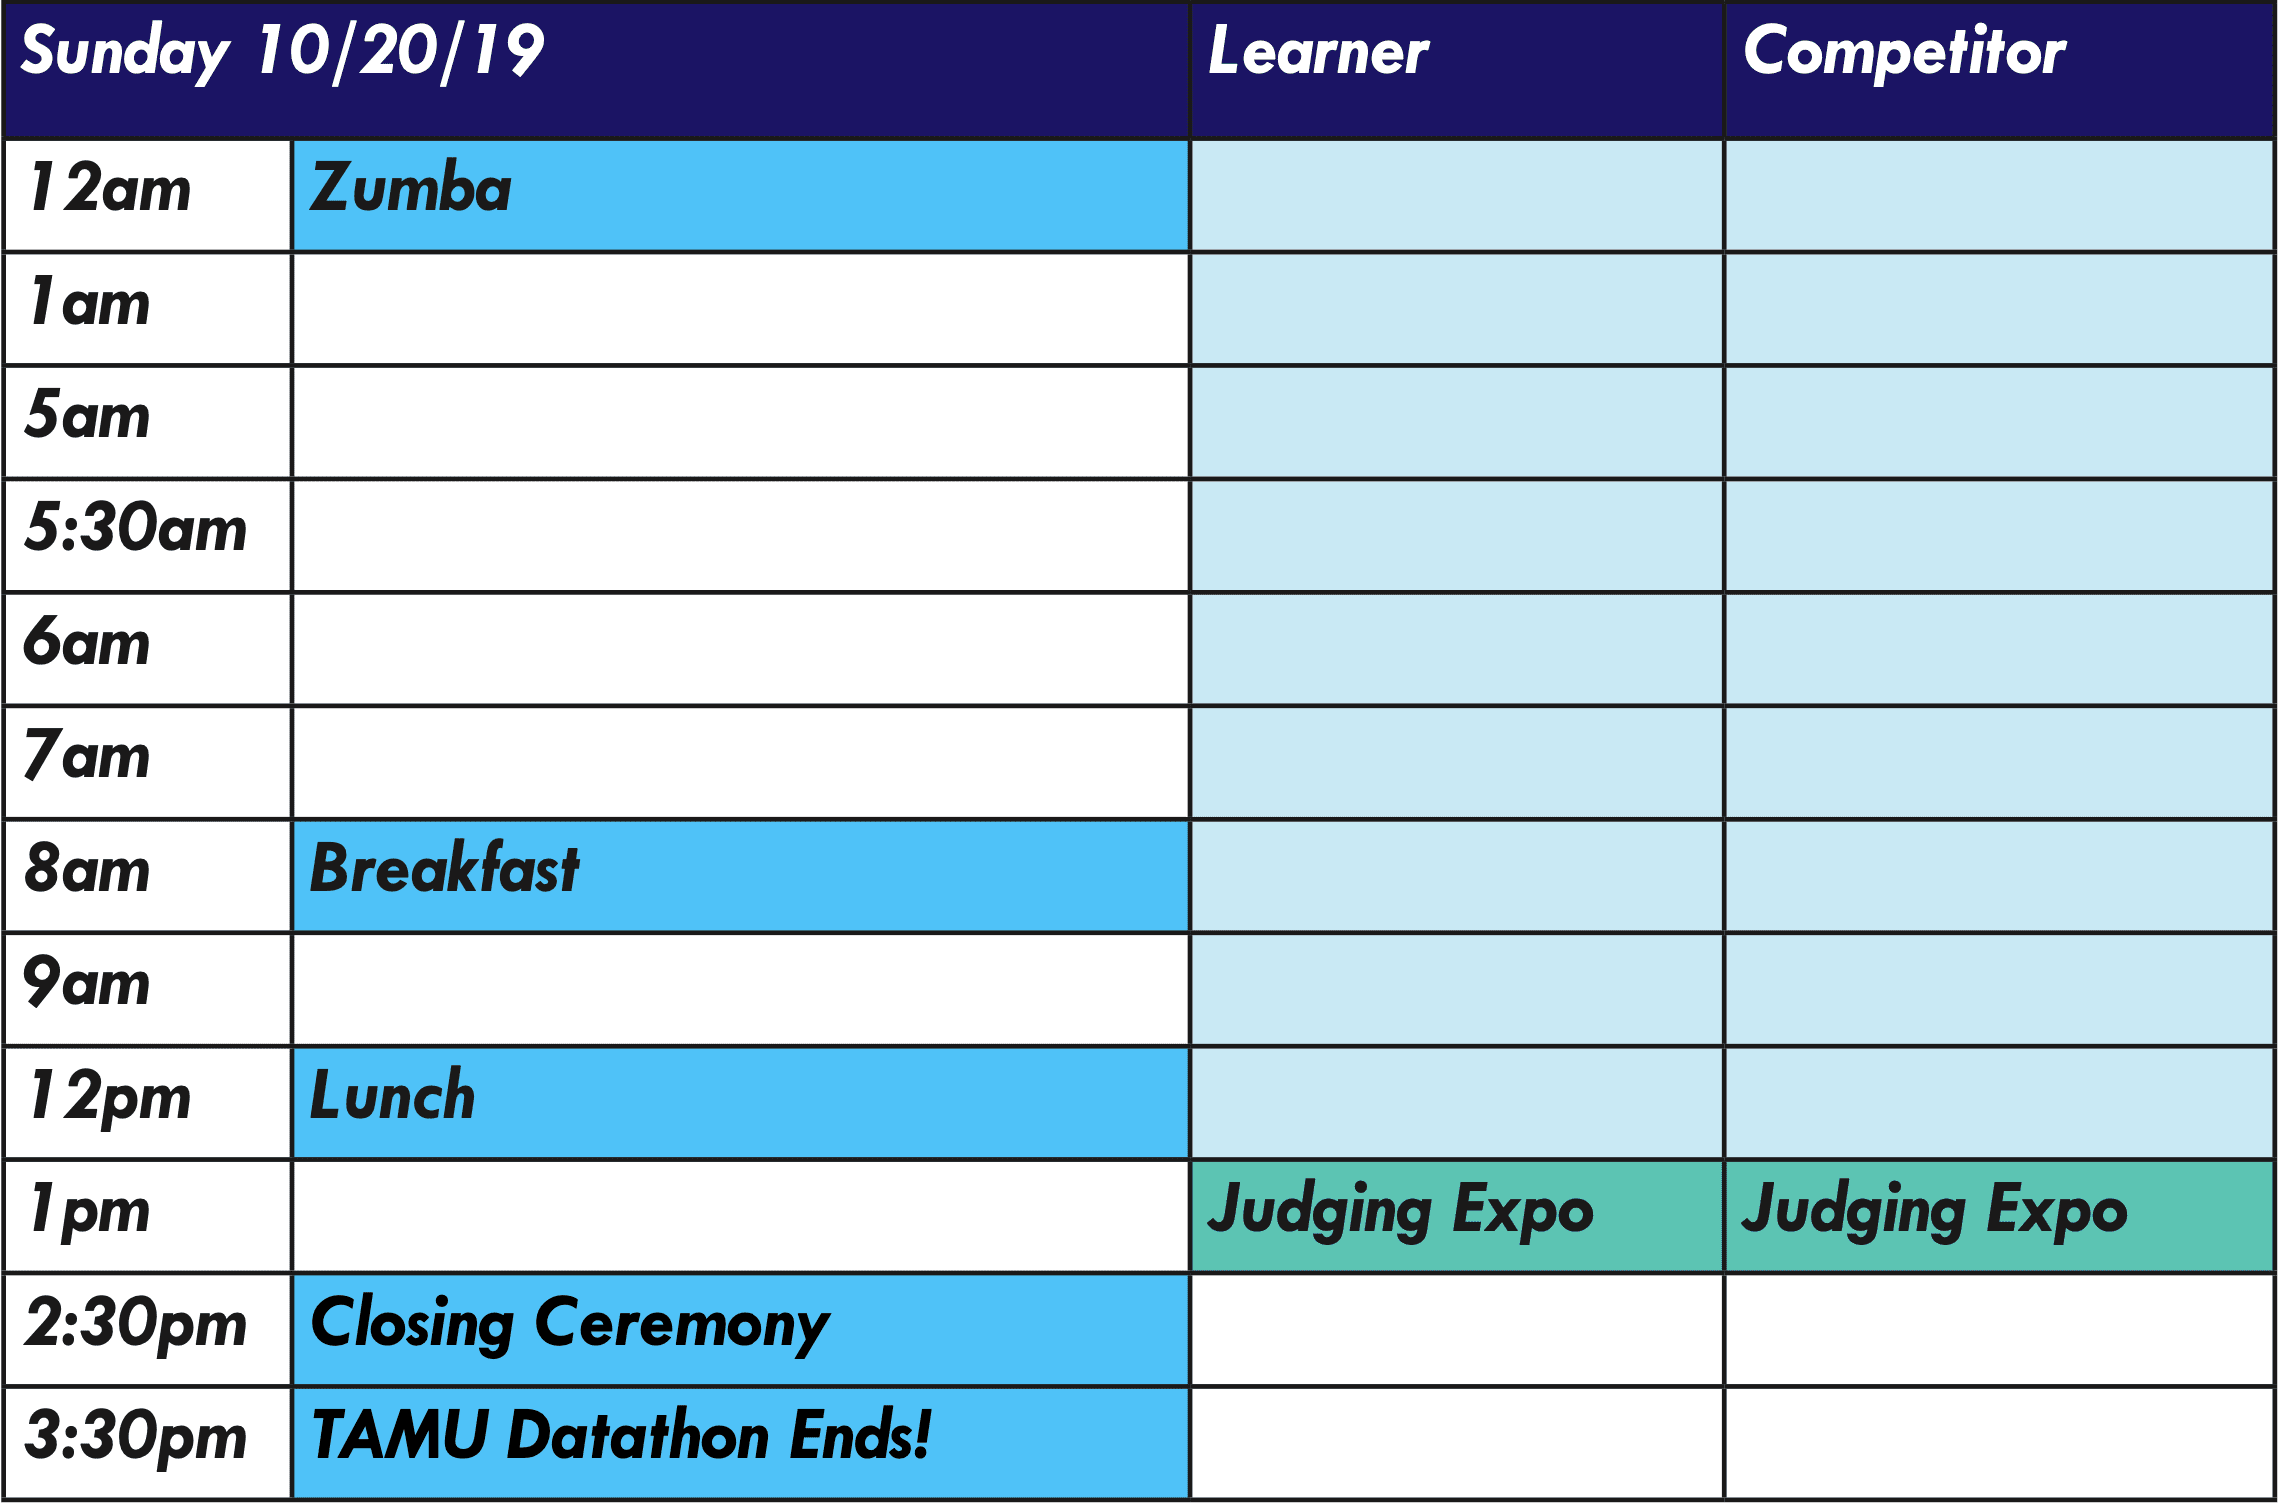 Sunday 10/20/19 Learner Competitor
12am Zumba
1am
5am
5:30am
6am
7am
8am Breakfast
9am
12pm Lunch
1pm Judging Expo Judging Expo
2:30pm Closing Ceremony
3:30pm TAMU Datathon Ends!